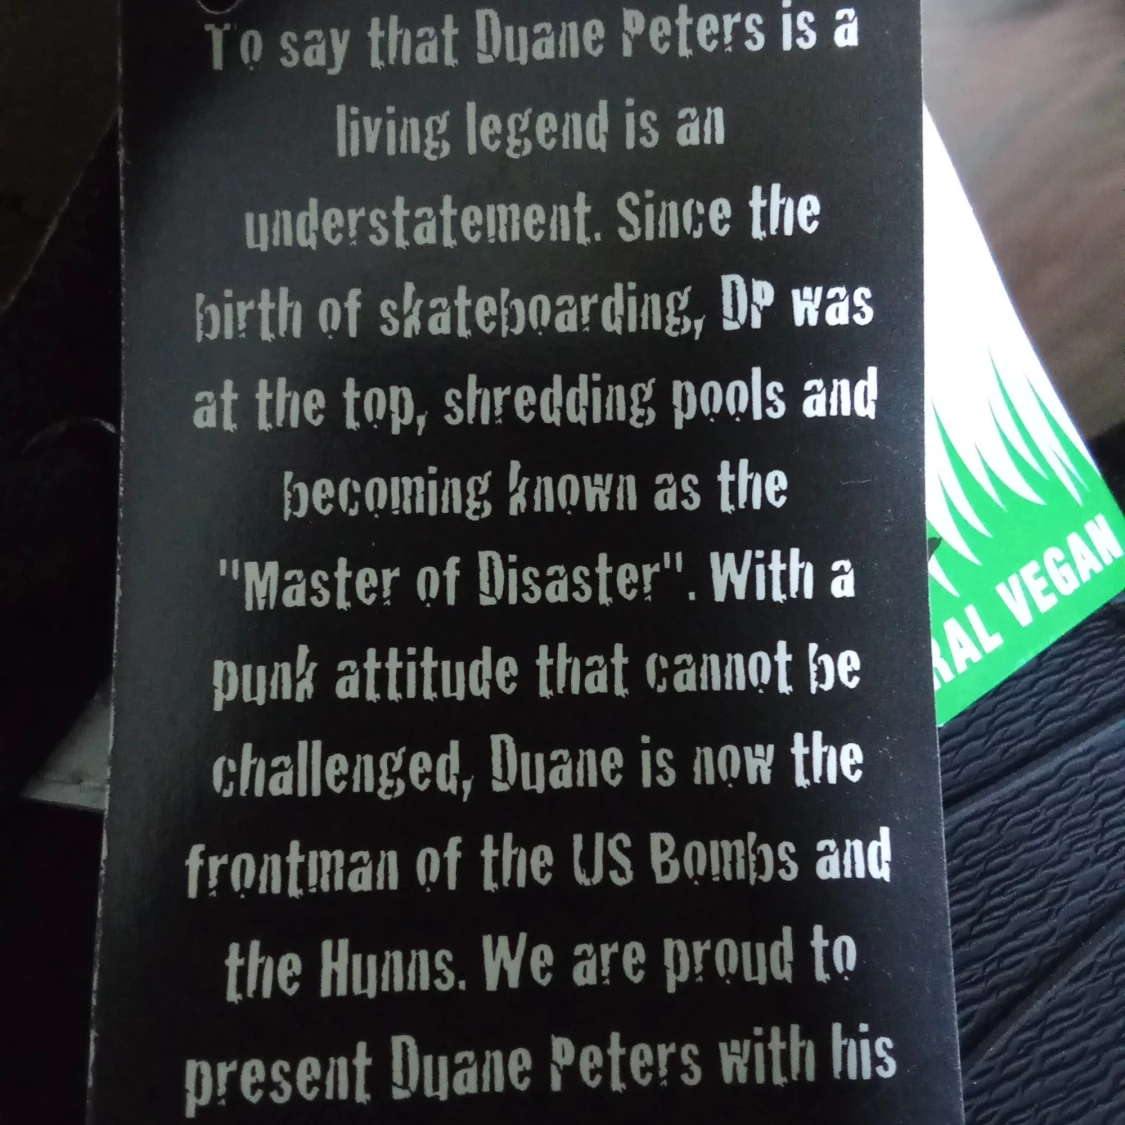 To say that Duane Peters is a
living legend is an
understatement. Since the
birth of skateboarding, DP was
at the top, shredding pools and
becoming known as the
"Master of Disaster". With a
punk attitude that cannot be
challenged, Duane is now the
frontman of the US Bombs and
the Hunns. We are proud to
present Duane Peters with his
VEGAN